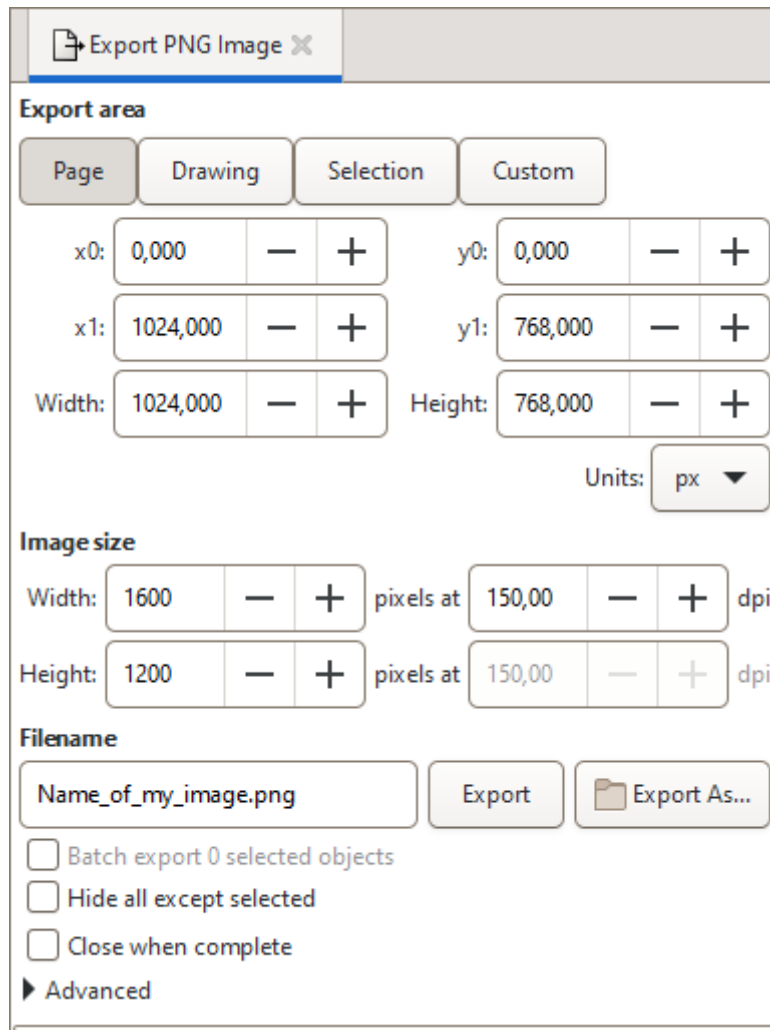 Export PNG Image
Export area
Page Drawing Selection Custom
x0: 0,000 y0: 0,000
x1: 1024,000 y1: 768,000
Width: 1024,000 Height: 768,000
Units: px
Image size
Width: 1600 pixels at 150,00 dpi
Height: 1200 pixels at 150,00 dpi
Filename
Name_of_my_image.png Export Export As...
Batch export 0 selected objects
Hide all except selected
Close when complete
Advanced